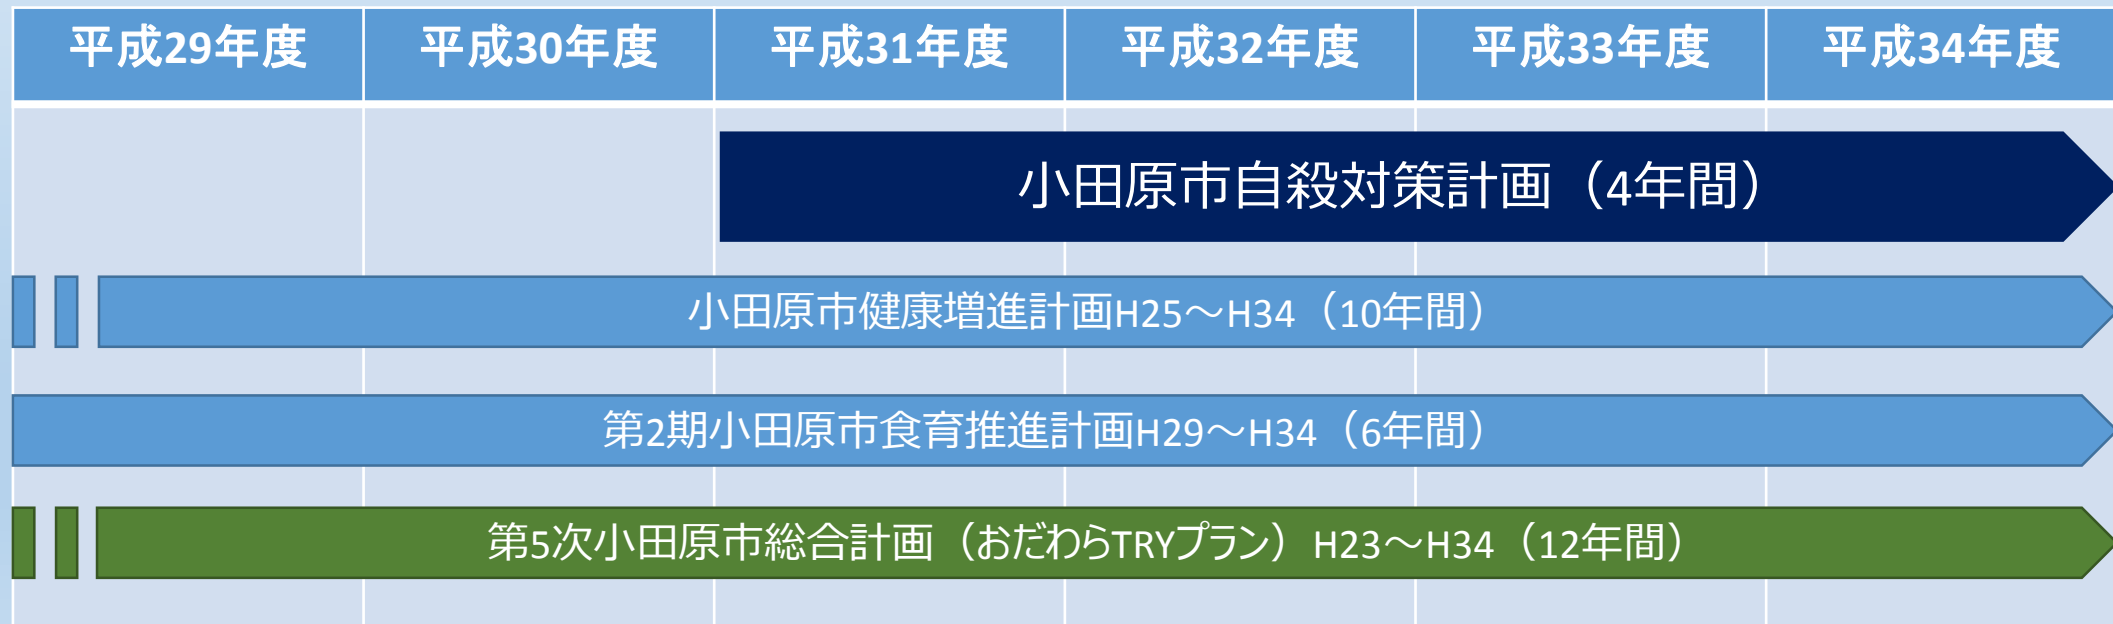 平成29年度 平成30年度 平成31年度 平成32年度 平成33年度 平成34年度
小田原市自殺対策計画（4年間）
小田原市健康増進計画H25～H34（10年間）
第2期小田原市食育推進計画H29～H34（6年間）
第5次小田原市総合計画（おだわらTRYプラン）H23～H34（12年間）